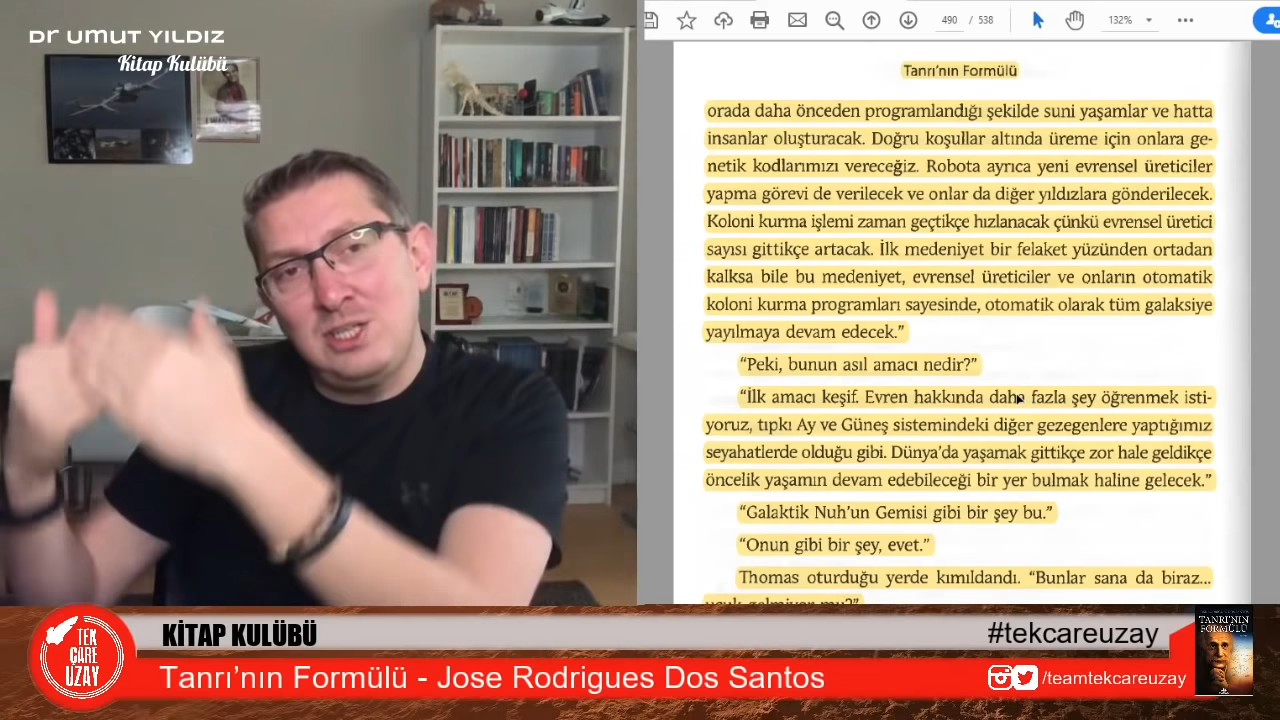 Dr UMUT YILDIZ
Kitap Kulübü
490 / 538
132%
Tanrı’nın Formülü
orada daha önceden programlandığı şekilde suni yaşamlar ve hatta
insanlar oluşturacak. Doğru koşullar altında üreme için onlara ge-
netik kodlarımızı vereceğiz. Robota ayrıca yeni evrensel üreticiler
yapma görevi de verilecek ve onlar da diğer yıldızlara gönderilecek.
Koloni kurma işlemi zaman geçtikçe hızlanacak çünkü evrensel üretici
sayısı gittikçe artacak. İlk medeniyet bir felaket yüzünden ortadan
kalksa bile bu medeniyet, evrensel üreticiler ve onların otomatik
koloni kurma programları sayesinde, otomatik olarak tüm galaksiye
yayılmaya devam edecek.”
“Peki, bunun asıl amacı nedir?”
“İlk amacı keşif. Evren hakkında daha fazla şey öğrenmek isti-
yoruz, tıpkı Ay ve Güneş sistemindeki diğer gezegenlere yaptığımız
seyahatlerde olduğu gibi. Dünya’da yaşamak gittikçe zor hale geldikçe
öncelik yaşamın devam edebileceği bir yer bulmak haline gelecek.”
“Galaktik Nuh’un Gemisi gibi bir şey bu.”
“Onun gibi bir şey, evet.”
Thomas oturduğu yerde kımıldandı. “Bunlar sana da biraz...
TEK
ÇARE
UZAY
KİTAP KULÜBÜ
#tekcareuzay
Tanrı’nın Formülü - Jose Rodrigues Dos Santos
/teamtekcareuzay
TANRI'NIN
FORMÜLÜ